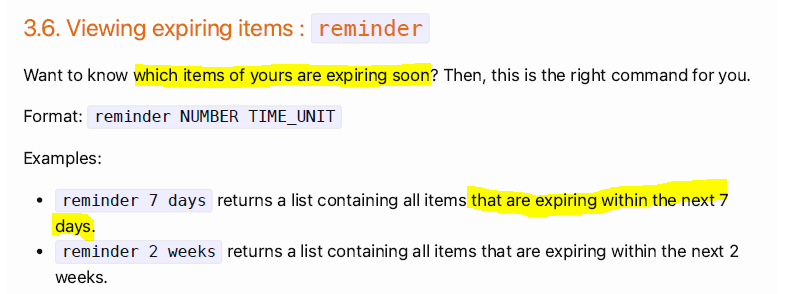 3.6. Viewing expiring items : reminder
Want to know which items of yours are expiring soon? Then, this is the right command for you.
Format: reminder NUMBER TIME_UNIT
Examples:
• reminder 7 days returns a list containing all items that are expiring within the next 7
days.
• reminder 2 weeks returns a list containing all items that are expiring within the next 2
weeks.